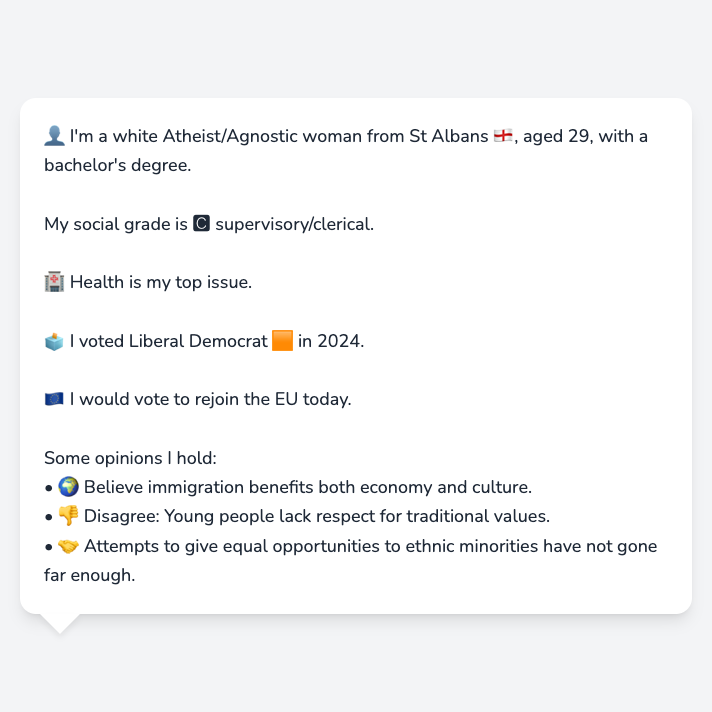 👤 I'm a white Atheist/Agnostic woman from St Albans 🏴󠁧󠁢󠁥󠁮󠁧󠁿, aged 29, with a
bachelor's degree.
My social grade is 🅲 supervisory/clerical.
🏥 Health is my top issue.
🗳️ I voted Liberal Democrat 🟧 in 2024.
🇪🇺 I would vote to rejoin the EU today.
Some opinions I hold:
• 🌍 Believe immigration benefits both economy and culture.
• 👎 Disagree: Young people lack respect for traditional values.
• 🤝 Attempts to give equal opportunities to ethnic minorities have not gone
far enough.